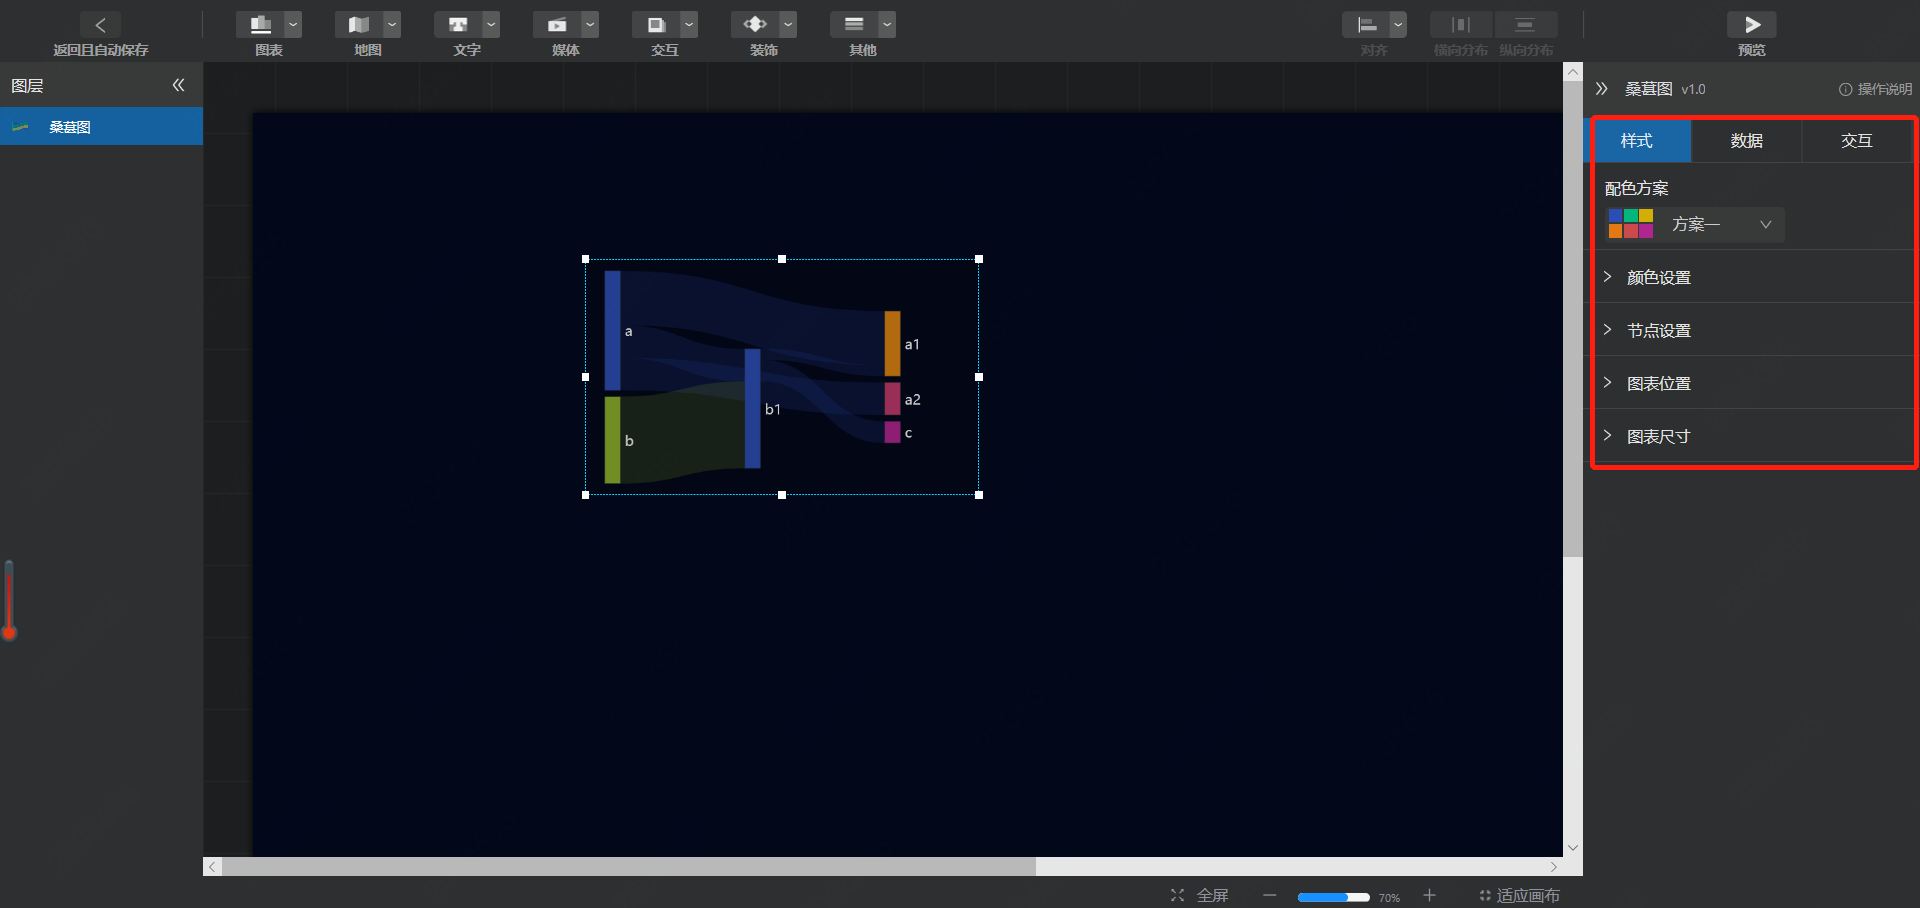 返回且自动保存
图表
地图
文字
媒体
交互
装饰
其他
对齐
横向分布
纵向分布
预览
图层
桑葚图
桑葚图 v1.0
操作说明
样式
数据
交互
配色方案
方案一
颜色设置
节点设置
图表位置
图表尺寸
a
b
b1
a1
a2
c
全屏
70%
适应画布